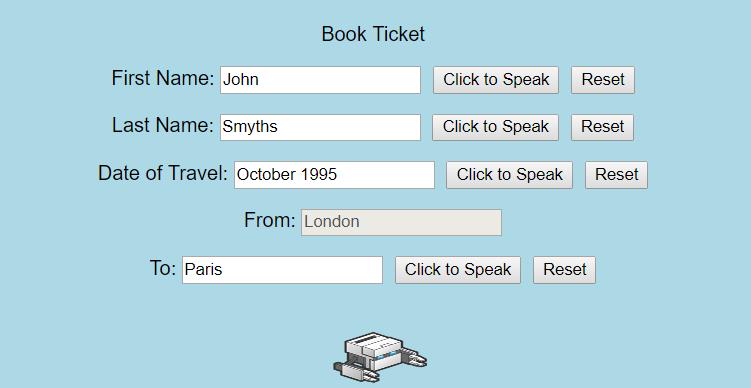 Book Ticket
First Name: John Click to Speak Reset
Last Name: Smyths Click to Speak Reset
Date of Travel: October 1995 Click to Speak Reset
From: London
To: Paris Click to Speak Reset